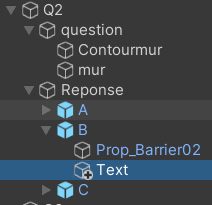 Q2
question
Contourmur
mur
Reponse
A
B
Prop_Barrier02
Text
C